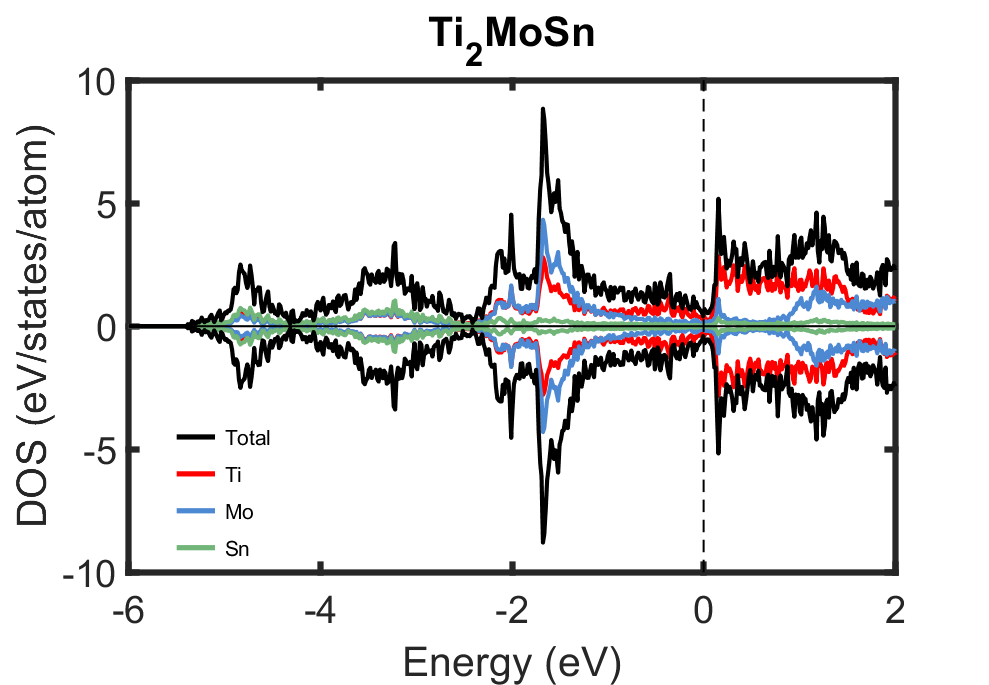 Ti2MoSn
DOS (eV/states/atom)
10
5
0
-5
-10
Total
Ti
Mo
Sn
-6 -4 -2 0 2
Energy (eV)